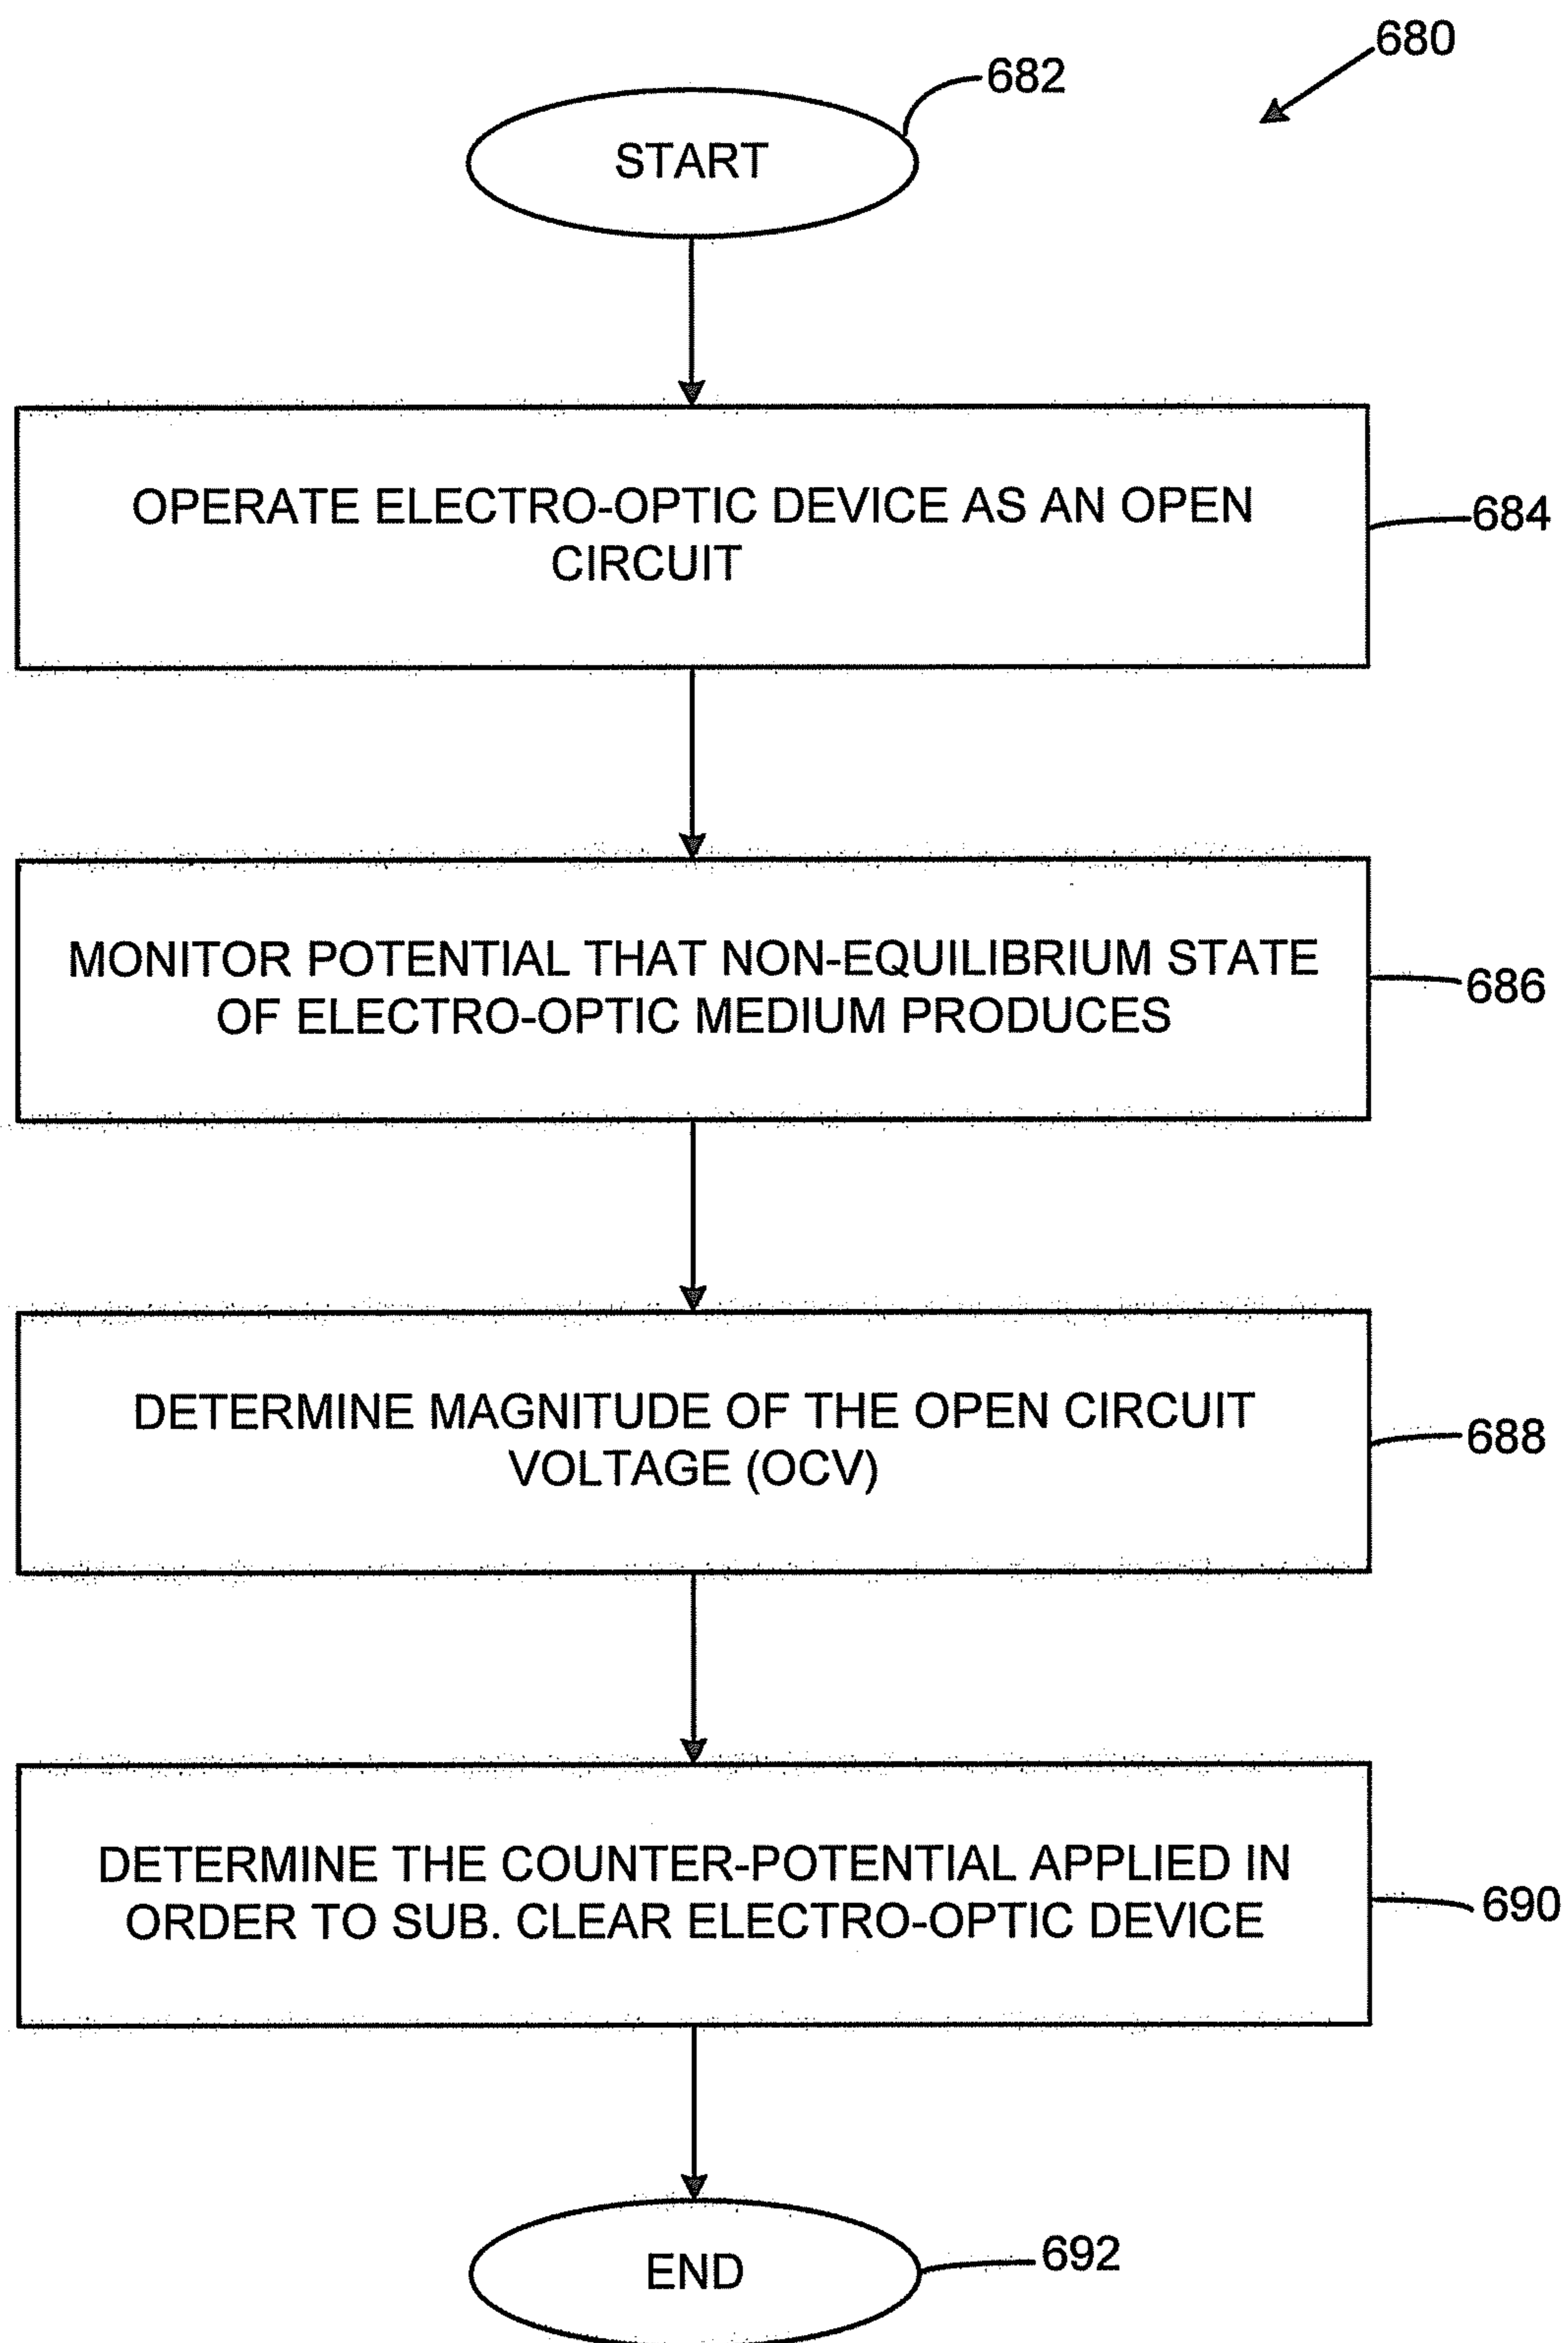 680
682
START
OPERATE ELECTRO-OPTIC DEVICE AS AN OPEN
CIRCUIT
684
MONITOR POTENTIAL THAT NON-EQUILIBRIUM STATE
OF ELECTRO-OPTIC MEDIUM PRODUCES
686
DETERMINE MAGNITUDE OF THE OPEN CIRCUIT
VOLTAGE (OCV)
688
DETERMINE THE COUNTER-POTENTIAL APPLIED IN
ORDER TO SUB. CLEAR ELECTRO-OPTIC DEVICE
690
END
692